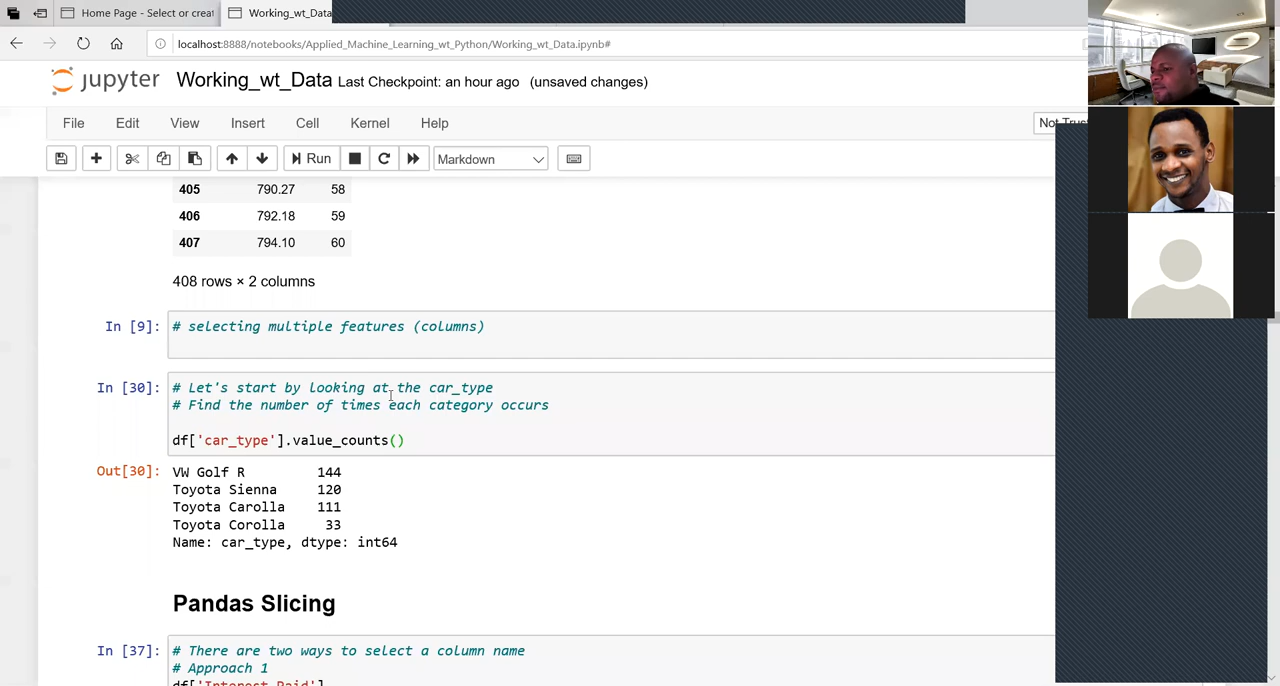 Home Page - Select or creat
Working_wt_Data
localhost:8888/notebooks/Applied_Machine_Learning_wt_Python/Working_wt_Data.ipynb#
jupyter Working_wt_Data Last Checkpoint: an hour ago (unsaved changes)
File Edit View Insert Cell Kernel Help Not Trus
Run Markdown
405 790.27 58
406 792.18 59
407 794.10 60
408 rows × 2 columns
In [9]: # selecting multiple features (columns)
In [30]: # Let's start by looking at the car_type
# Find the number of times each category occurs
df['car_type'].value_counts()
Out[30]: VW Golf R 144
Toyota Sienna 120
Toyota Carolla 111
Toyota Corolla 33
Name: car_type, dtype: int64
Pandas Slicing
In [37]: # There are two ways to select a column name
# Approach 1
df['Interest Paid']